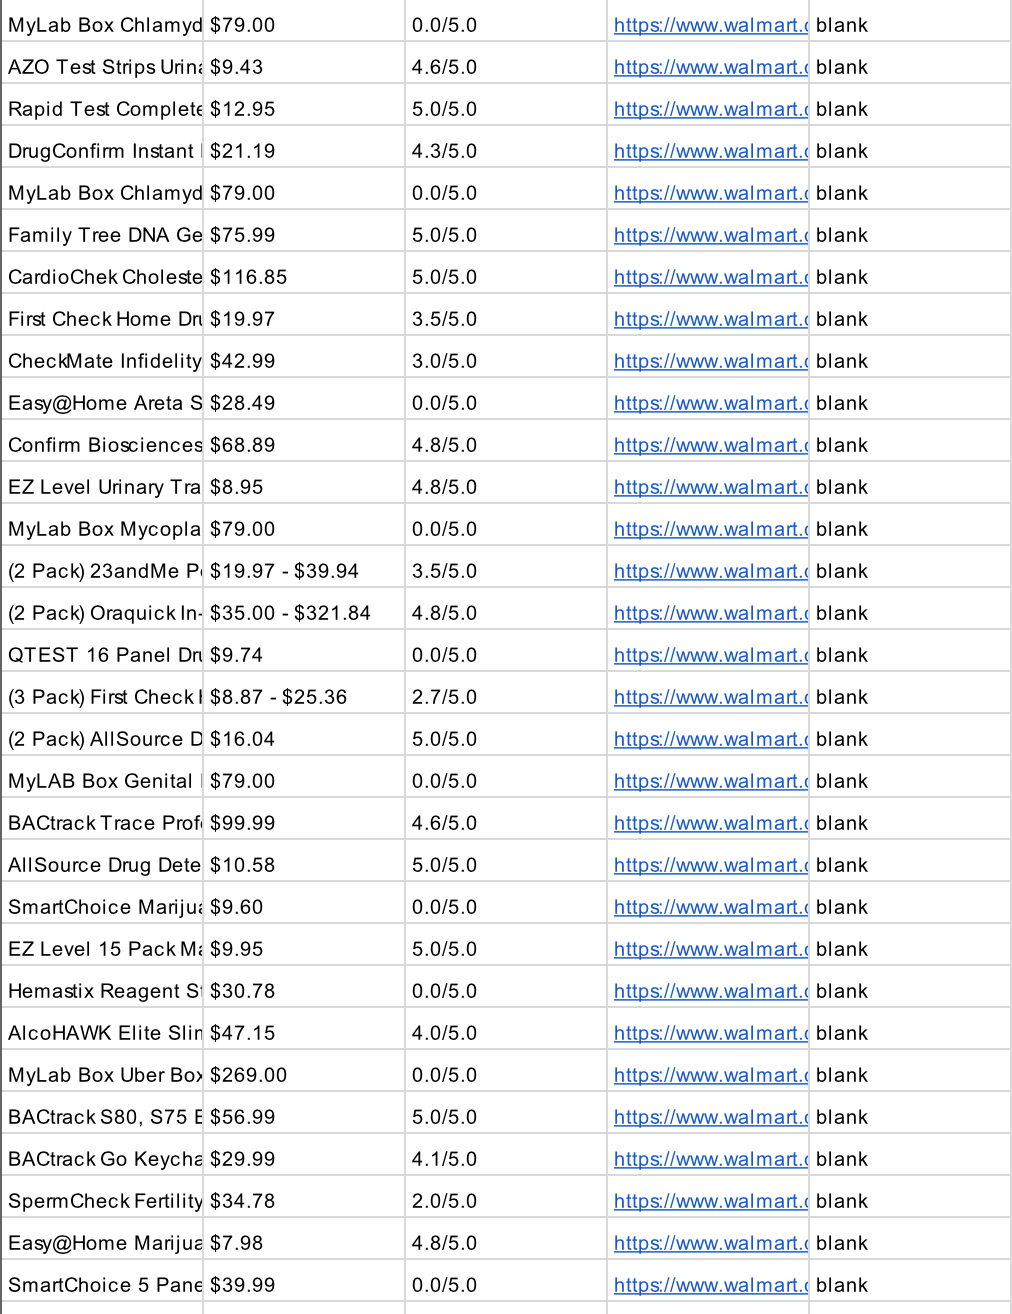 MyLab Box Chlamyd $79.00 0.0/5.0 https://www.walmart.c blank
AZO Test Strips Urina $9.43 4.6/5.0 https://www.walmart.c blank
Rapid Test Complete $12.95 5.0/5.0 https://www.walmart.c blank
DrugConfirm Instant $21.19 4.3/5.0 https://www.walmart.c blank
MyLab Box Chlamyd $79.00 0.0/5.0 https://www.walmart.c blank
Family Tree DNA Ge $75.99 5.0/5.0 https://www.walmart.c blank
CardioChek Choleste $116.85 5.0/5.0 https://www.walmart.c blank
First Check Home Dru $19.97 3.5/5.0 https://www.walmart.c blank
CheckMate Infidelity $42.99 3.0/5.0 https://www.walmart.c blank
Easy@Home Areta S $28.49 0.0/5.0 https://www.walmart.c blank
Confirm Biosciences $68.89 4.8/5.0 https://www.walmart.c blank
EZ Level Urinary Tra $8.95 4.8/5.0 https://www.walmart.c blank
MyLab Box Mycopla $79.00 0.0/5.0 https://www.walmart.c blank
(2 Pack) 23andMe Pe $19.97 - $39.94 3.5/5.0 https://www.walmart.c blank
(2 Pack) Oraquick In- $35.00 - $321.84 4.8/5.0 https://www.walmart.c blank
QTEST 16 Panel Dru $9.74 0.0/5.0 https://www.walmart.c blank
(3 Pack) First Check $8.87 - $25.36 2.7/5.0 https://www.walmart.c blank
(2 Pack) AllSource D $16.04 5.0/5.0 https://www.walmart.c blank
MyLAB Box Genital $79.00 0.0/5.0 https://www.walmart.c blank
BACtrack Trace Profe $99.99 4.6/5.0 https://www.walmart.c blank
AllSource Drug Dete $10.58 5.0/5.0 https://www.walmart.c blank
SmartChoice Marijua $9.60 0.0/5.0 https://www.walmart.c blank
EZ Level 15 Pack Ma $9.95 5.0/5.0 https://www.walmart.c blank
Hemastix Reagent St $30.78 0.0/5.0 https://www.walmart.c blank
AlcoHAWK Elite Slim $47.15 4.0/5.0 https://www.walmart.c blank
MyLab Box Uber Box $269.00 0.0/5.0 https://www.walmart.c blank
BACtrack S80, S75 B $56.99 5.0/5.0 https://www.walmart.c blank
BACtrack Go Keycha $29.99 4.1/5.0 https://www.walmart.c blank
SpermCheck Fertility $34.78 2.0/5.0 https://www.walmart.c blank
Easy@Home Marijua $7.98 4.8/5.0 https://www.walmart.c blank
SmartChoice 5 Pane $39.99 0.0/5.0 https://www.walmart.c blank